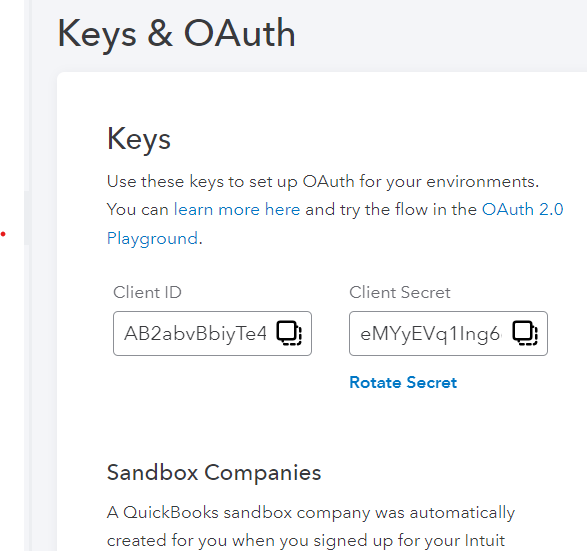 Keys & OAuth
Keys
Use these keys to set up OAuth for your environments.
You can learn more here and try the flow in the OAuth 2.0
Playground.
Client ID Client Secret
AB2abvBbiyTe4 eMYyEVq1Ing6
Rotate Secret
Sandbox Companies
A QuickBooks sandbox company was automatically
created for you when you signed up for your Intuit